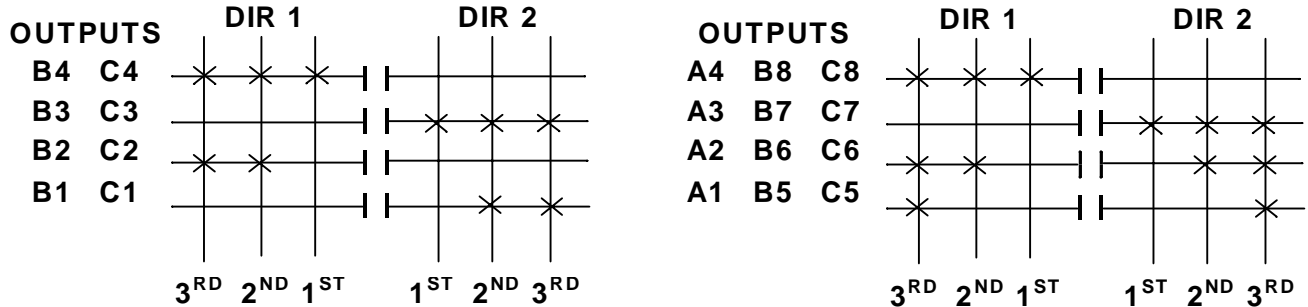 DIR 1 DIR 2
OUTPUTS
B4 C4
B3 C3
B2 C2
B1 C1
3RD 2ND 1ST 1ST 2ND 3RD
DIR 1 DIR 2
OUTPUTS
A4 B8 C8
A3 B7 C7
A2 B6 C6
A1 B5 C5
3RD 2ND 1ST 1ST 2ND 3RD